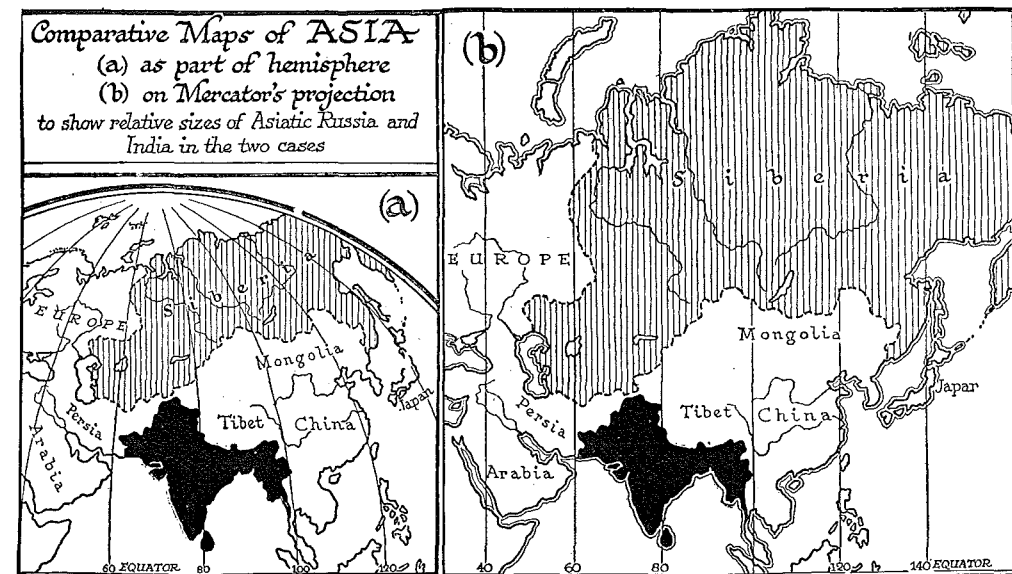 Comparative Maps of ASIA
(a) as part of hemisphere
(b) on Mercator's projection
to show relative sizes of Asiatic Russia and
India in the two cases
(a)
Siberia
EUROPE
Mongolia
Japan
Persia
Tibet
China
Arabia
60 EQUATOR 80 100 120
(b)
Siberia
EUROPE
Mongolia
Japan
Persia
Tibet
China
Arabia
40 60 80 100 120 140 EQUATOR